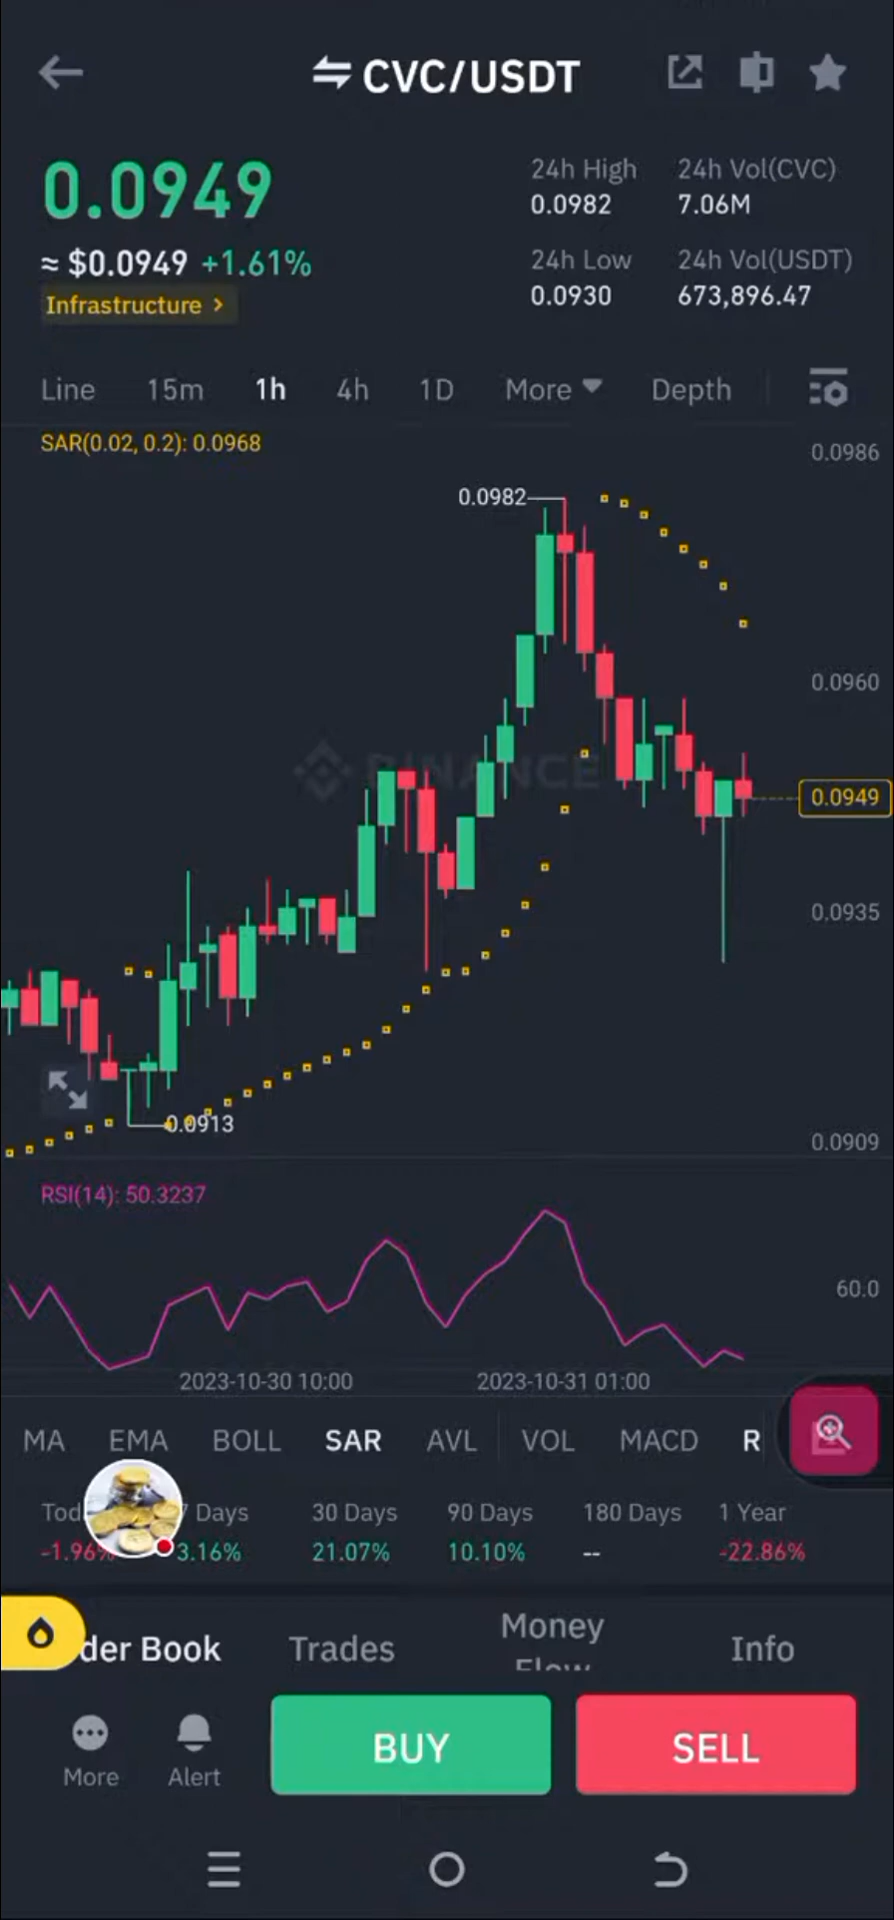 CVC/USDT
0.0949
≈ $0.0949 +1.61%
Infrastructure >
24h High
0.0982
24h Vol(CVC)
7.06M
24h Low
0.0930
24h Vol(USDT)
673,896.47
Line 15m 1h 4h 1D More Depth
SAR(0.02, 0.2): 0.0968
0.0986
0.0982
0.0960
BINANCE
0.0949
0.0935
0.0913
0.0909
RSI(14): 50.3237
60.0
2023-10-30 10:00 2023-10-31 01:00
MA EMA BOLL SAR AVL VOL MACD R
7 Days 30 Days 90 Days 180 Days 1 Year
-1.96% 3.16% 21.07% 10.10% -- -22.86%
der Book Trades Money Flow Info
More Alert BUY SELL